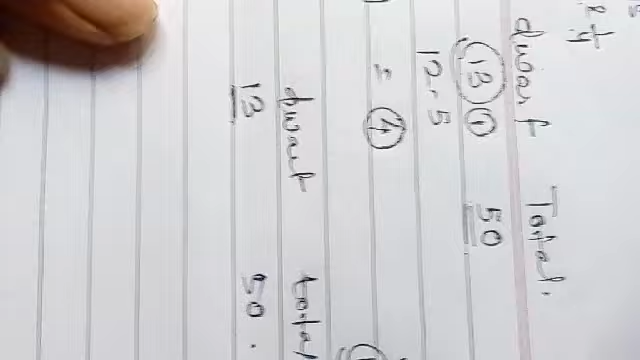 dwarf Total.
13 1 50
12.5
= 4
dwarf total
13 50.